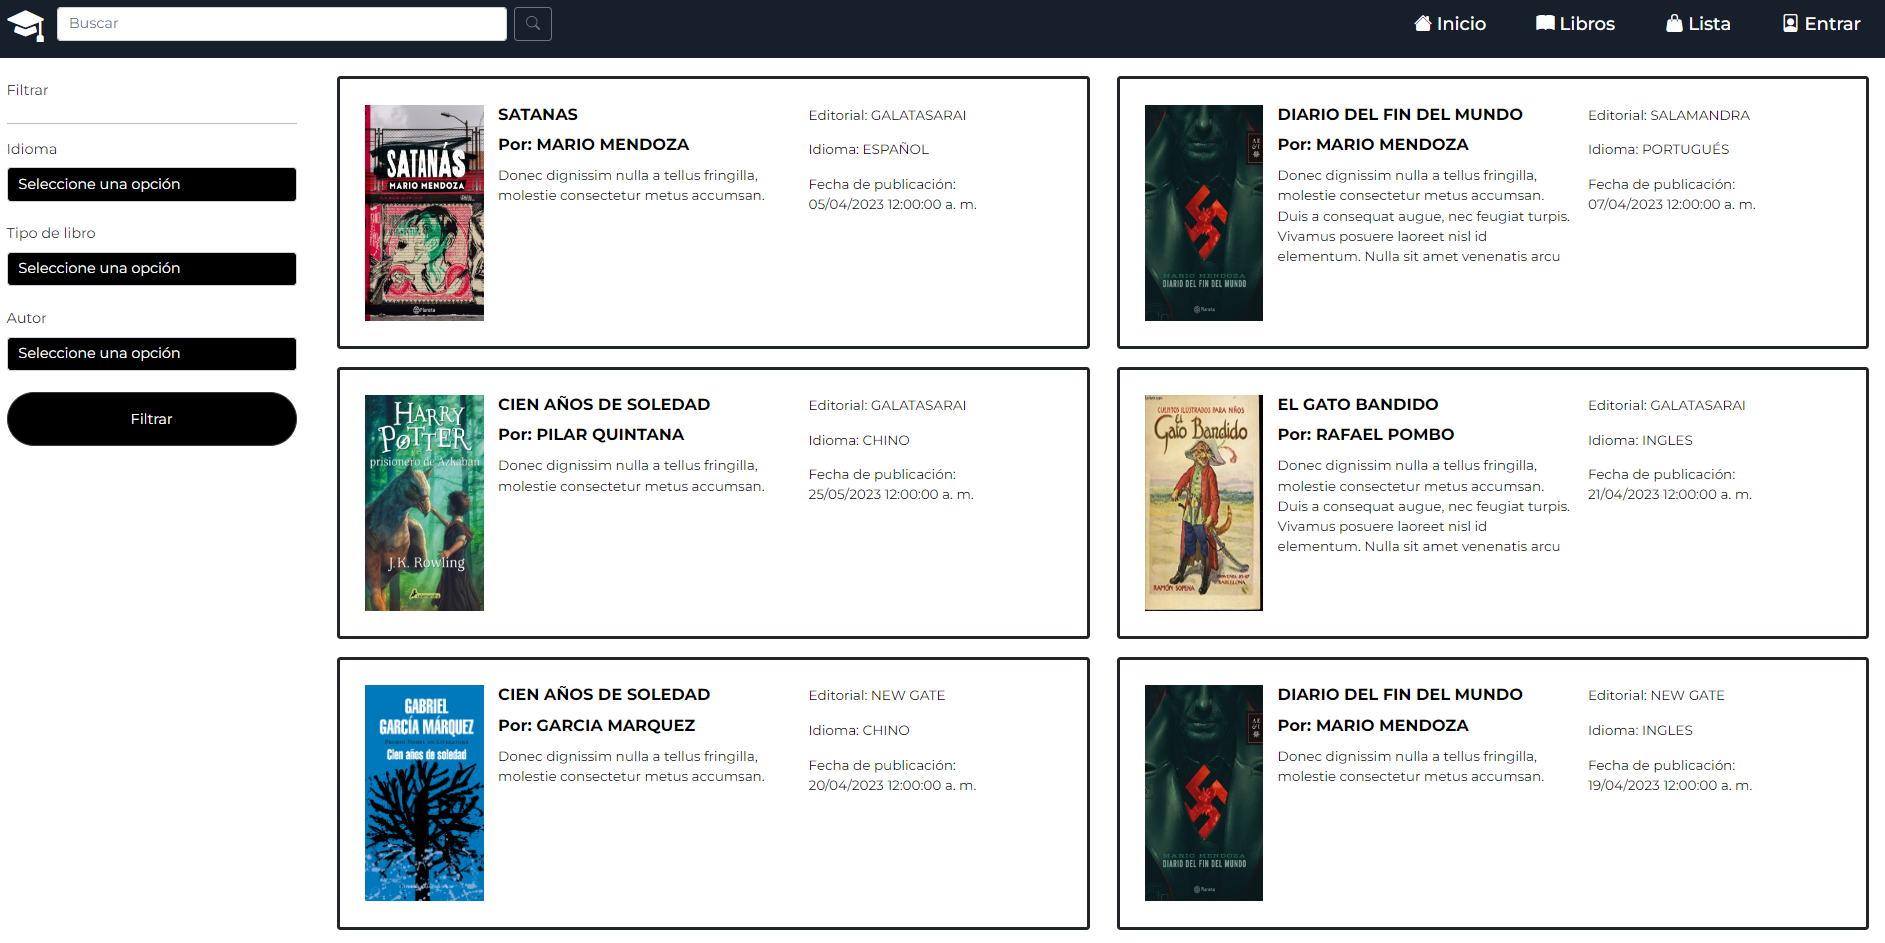 Buscar
Inicio
Libros
Lista
Entrar
Filtrar
Idioma
Seleccione una opción
Tipo de libro
Seleccione una opción
Autor
Seleccione una opción
Filtrar
SATANÁS
MARIO MENDOZA
Planeta
SATANAS
Por: MARIO MENDOZA
Donec dignissim nulla a tellus fringilla,
molestie consectetur metus accumsan.
Editorial: GALATASARAI
Idioma: ESPAÑOL
Fecha de publicación:
05/04/2023 12:00:00 a. m.
MARIO MENDOZA
DIARIO DEL FIN DEL MUNDO
Planeta
DIARIO DEL FIN DEL MUNDO
Por: MARIO MENDOZA
Donec dignissim nulla a tellus fringilla,
molestie consectetur metus accumsan.
Duis a consequat augue, nec feugiat turpis.
Vivamus posuere laoreet nisl id
elementum. Nulla sit amet venenatis arcu
Editorial: SALAMANDRA
Idioma: PORTUGUÉS
Fecha de publicación:
07/04/2023 12:00:00 a. m.
HARRY
POTTER
prisionero de Azkaban
J.K. Rowling
CIEN AÑOS DE SOLEDAD
Por: PILAR QUINTANA
Donec dignissim nulla a tellus fringilla,
molestie consectetur metus accumsan.
Editorial: GALATASARAI
Idioma: CHINO
Fecha de publicación:
25/05/2023 12:00:00 a. m.
CUENTOS ILUSTRADOS PARA NIÑOS
El
Gato Bandido
RAMÓN SOPENA
BARCELONA
EL GATO BANDIDO
Por: RAFAEL POMBO
Donec dignissim nulla a tellus fringilla,
molestie consectetur metus accumsan.
Duis a consequat augue, nec feugiat turpis.
Vivamus posuere laoreet nisl id
elementum. Nulla sit amet venenatis arcu
Editorial: GALATASARAI
Idioma: INGLES
Fecha de publicación:
21/04/2023 12:00:00 a. m.
GABRIEL
GARCÍA MÁRQUEZ
Cien años de soledad
CIEN AÑOS DE SOLEDAD
Por: GARCIA MARQUEZ
Donec dignissim nulla a tellus fringilla,
molestie consectetur metus accumsan.
Editorial: NEW GATE
Idioma: CHINO
Fecha de publicación:
20/04/2023 12:00:00 a. m.
MARIO MENDOZA
DIARIO DEL FIN DEL MUNDO
Planeta
DIARIO DEL FIN DEL MUNDO
Por: MARIO MENDOZA
Donec dignissim nulla a tellus fringilla,
molestie consectetur metus accumsan.
Editorial: NEW GATE
Idioma: INGLES
Fecha de publicación:
19/04/2023 12:00:00 a. m.